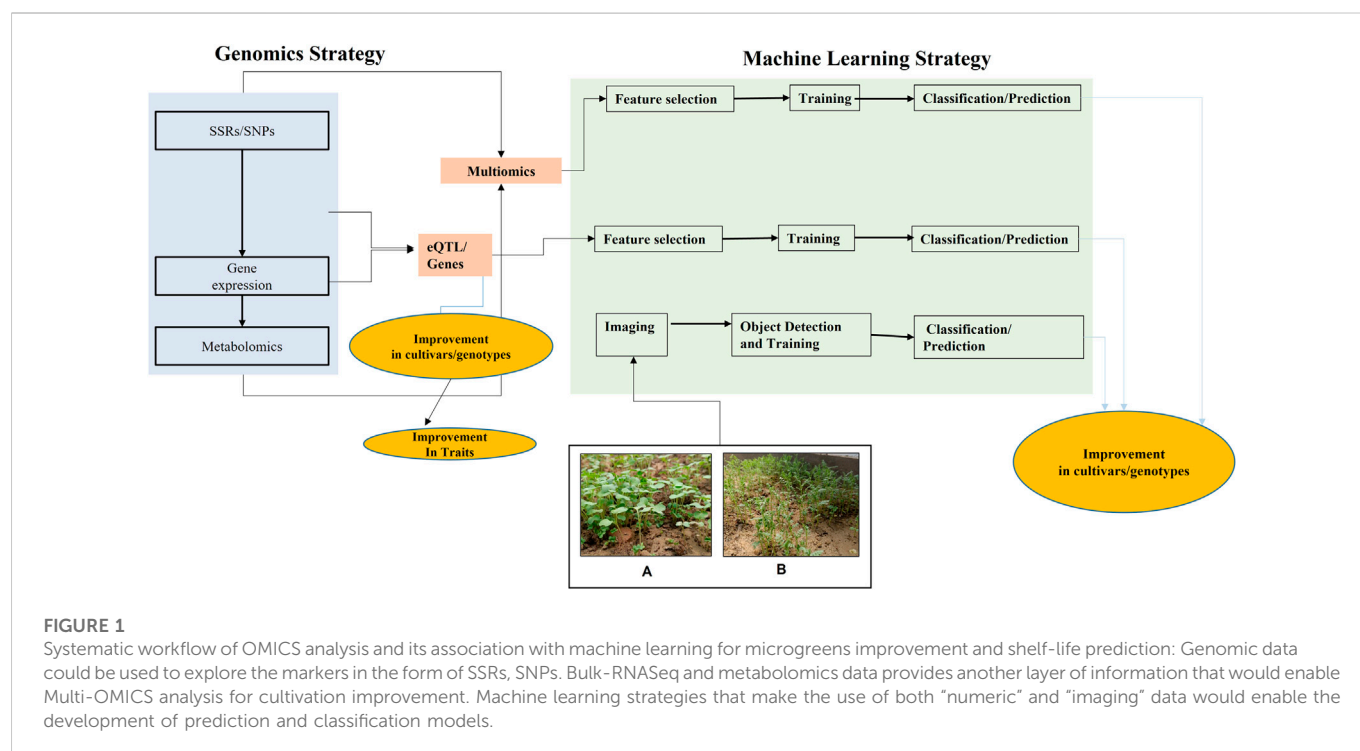 Genomics Strategy
Machine Learning Strategy
SSRs/SNPs
Gene
expression
Metabolomics
Multiomics
eQTL/
Genes
Improvement
in cultivars/genotypes
Improvement
In Traits
Feature selection
Training
Classification/Prediction
Feature selection
Training
Classification/Prediction
Imaging
Object Detection
and Training
Classification/
Prediction
A
B
Improvement
in cultivars/genotypes
FIGURE 1
Systematic workflow of OMICS analysis and its association with machine learning for microgreens improvement and shelf-life prediction: Genomic data
could be used to explore the markers in the form of SSRs, SNPs. Bulk-RNASeq and metabolomics data provides another layer of information that would enable
Multi-OMICS analysis for cultivation improvement. Machine learning strategies that make the use of both “numeric” and “imaging” data would enable the
development of prediction and classification models.